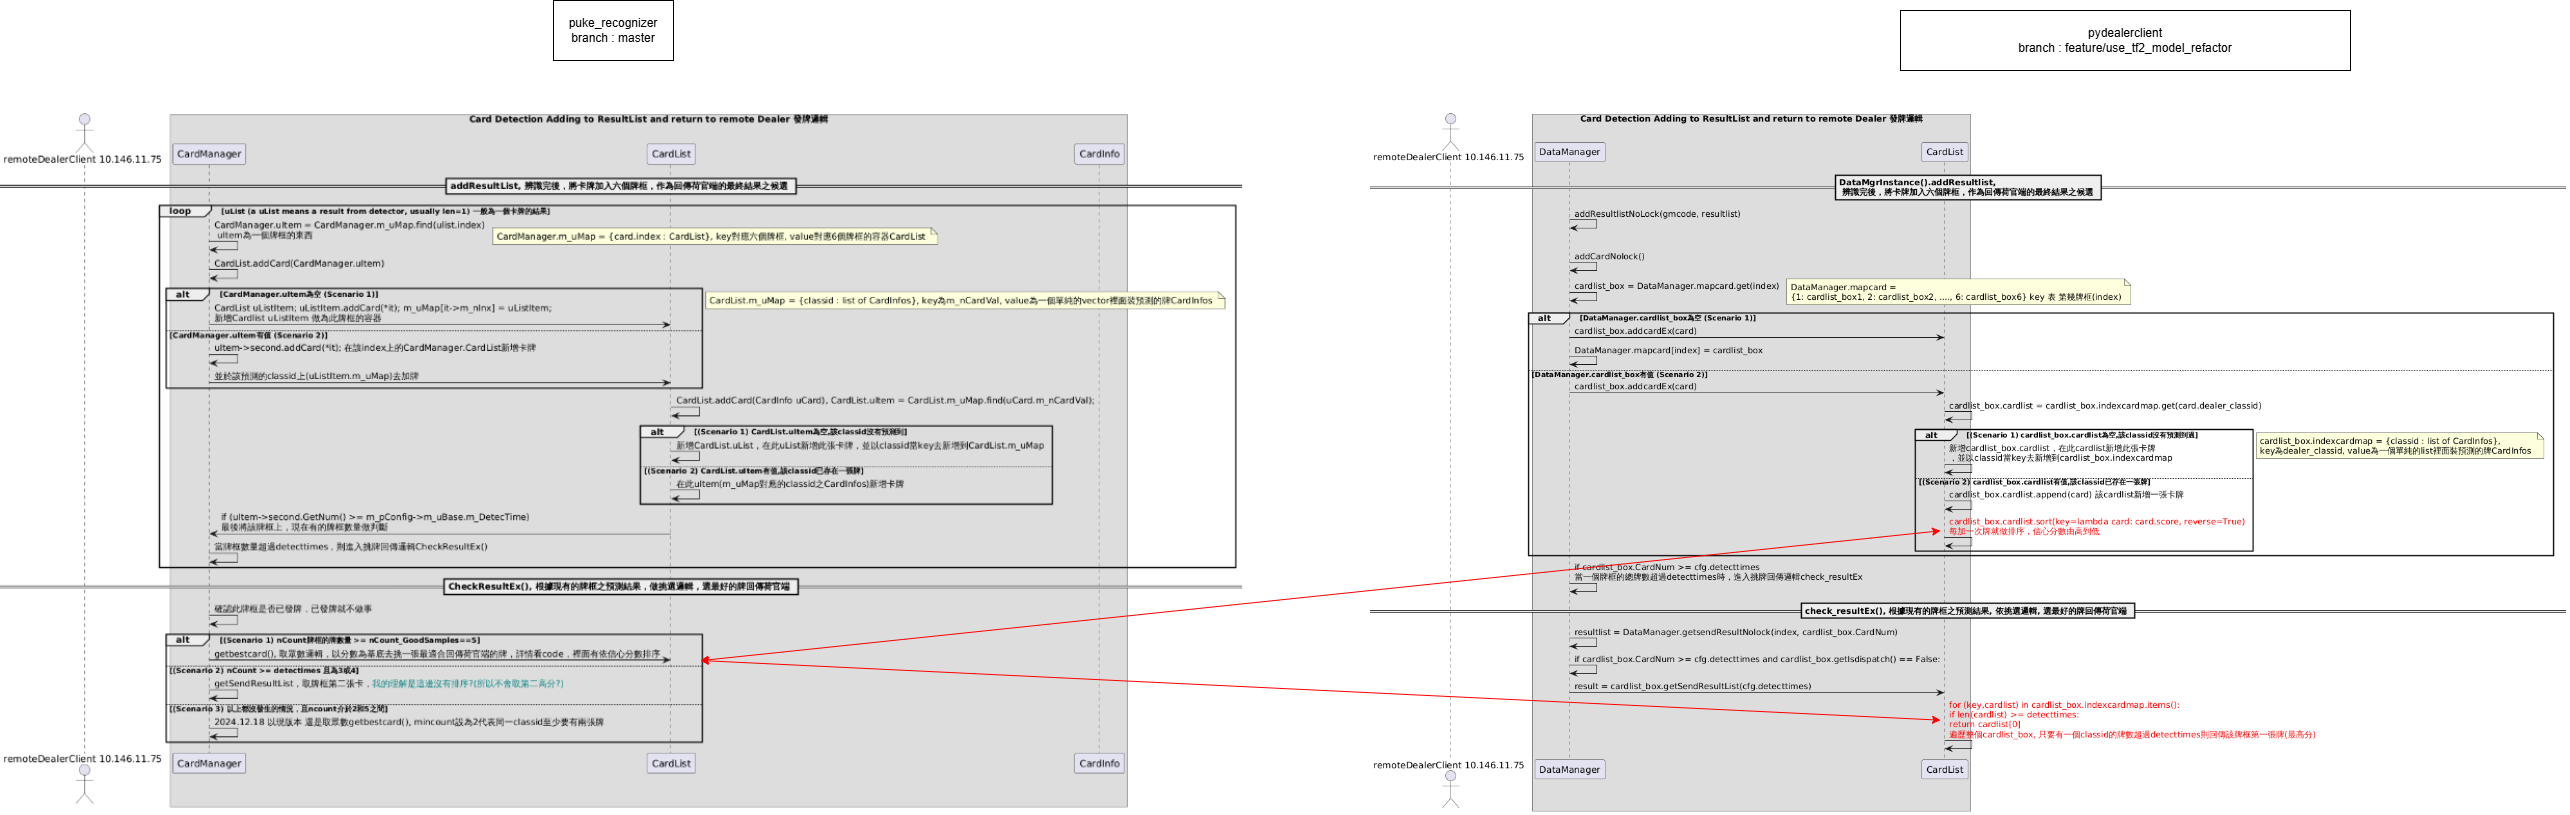 puke_recognizer
branch : master
Card Detection Adding to ResultList and return to remote Dealer 發牌邏輯
remoteDealerClient 10.146.11.75
CardManager
CardList
CardInfo
addResultList, 辨識完後，將卡牌加入六個牌框，作為回傳荷官端的最終結果之候選
loop
[uList (a uList means a result from detector, usually len=1) 一般為一個卡牌的結果]
CardManager.uItem = CardManager.m_uMap.find(ulist.index)
uItem為一個牌框的東西
CardManager.m_uMap = {card.index : CardList}, key對應六個牌框, value對應6個牌框的容器CardList
CardList.addCard(CardManager.uItem)
alt
[CardManager.uItem為空 (Scenario 1)]
CardList.m_uMap = {classid : list of CardInfos}, key為m_nCardVal, value為一個單純的vector裡面裝預測的牌CardInfos
CardList uListItem; uListItem.addCard(*it); m_uMap[it->m_nInx] = uListItem;
新增Cardlist uListItem 做為此牌框的容器
[CardManager.uItem有值 (Scenario 2)]
uItem->second.addCard(*it); 在該index上的CardManager.CardList新增卡牌
並於該預測的classid上(uListItem.m_uMap)去加牌
CardList.addCard(CardInfo uCard), CardList.uItem = CardList.m_uMap.find(uCard.m_nCardVal);
alt
[(Scenario 1) CardList.uItem為空,該classid沒有預測到]
新增CardList.uList，在此uList新增此張卡牌，並以classid當key去新增到CardList.m_uMap
[(Scenario 2) CardList.uItem有值,該classid已存在一張牌]
在此uItem(m_uMap對應的classid之CardInfos)新增卡牌
if (uItem->second.GetNum() >= m_pConfig->m_uBase.m_DetecTime)
最後將該牌框上，現在有的牌框數量做判斷
當牌框數量超過detecttimes，則進入挑牌回傳邏輯CheckResultEx()
CheckResultEx(), 根據現有的牌框之預測結果，做挑選邏輯，選最好的牌回傳荷官端
確認此牌框是否已發牌，已發牌就不做事
alt
[(Scenario 1) nCount牌框的牌數量 >= nCount_GoodSamples==5]
getbestcard(), 取眾數邏輯，以分數為基底去挑一張最適合回傳荷官端的牌，詳情看code，裡面有依信心分數排序
[(Scenario 2) nCount >= detectimes 且為3或4]
getSendResultList，取牌框第二張卡，我的理解是這邊沒有排序?(所以不會取第二高分?)
[(Scenario 3) 以上都沒發生的情況，且ncount介於2和5之間]
2024.12.18 以現版本 還是取眾數getbestcard(), mincount設為2代表同一classid至少要有兩張牌
remoteDealerClient 10.146.11.75
CardManager
CardList
CardInfo
pydealerclient
branch : feature/use_tf2_model_refactor
Card Detection Adding to ResultList and return to remote Dealer 發牌邏輯
remoteDealerClient 10.146.11.75
DataManager
CardList
DataMgrInstance().addResultlist,
辨識完後，將卡牌加入六個牌框，作為回傳荷官端的最終結果之候選
addResultlistNoLock(gmcode, resultlist)
addCardNolock()
cardlist_box = DataManager.mapcard.get(index)
DataManager.mapcard =
{1: cardlist_box1, 2: cardlist_box2, ...., 6: cardlist_box6} key 表 第幾牌框(index)
alt
[DataManager.cardlist_box為空 (Scenario 1)]
cardlist_box.addcardEx(card)
DataManager.mapcard[index] = cardlist_box
[DataManager.cardlist_box有值 (Scenario 2)]
cardlist_box.addcardEx(card)
cardlist_box.cardlist = cardlist_box.indexcardmap.get(card.dealer_classid)
alt
[(Scenario 1) cardlist_box.cardlist為空,該classid沒有預測到過]
cardlist_box.indexcardmap = {classid : list of CardInfos},
key為dealer_classid, value為一個單純的list裡面裝預測的牌CardInfos
新增cardlist_box.cardlist，在此cardlist新增此張卡牌
，並以classid當key去新增到cardlist_box.indexcardmap
[(Scenario 2) cardlist_box.cardlist有值,該classid已存在一張牌]
cardlist_box.cardlist.append(card) 該cardlist新增一張卡牌
cardlist_box.cardlist.sort(key=lambda card: card.score, reverse=True)
每加一次牌就做排序，信心分數由高到低
if cardlist_box.CardNum >= cfg.detecttimes
當一個牌框的總牌數超過detecttimes時，進入挑牌回傳邏輯check_resultEx
check_resultEx(), 根據現有的牌框之預測結果, 依挑選邏輯, 選最好的牌回傳荷官端
resultlist = DataManager.getsendResultNolock(index, cardlist_box.CardNum)
if cardlist_box.CardNum >= cfg.detecttimes and cardlist_box.getIsdispatch() == False:
result = cardlist_box.getSendResultList(cfg.detecttimes)
for (key,cardlist) in cardlist_box.indexcardmap.items():
if len(cardlist) >= detecttimes:
return cardlist[0]
遍歷整個cardlist_box, 只要有一個classid的牌數超過detecttimes則回傳該牌框第一張牌(最高分)
remoteDealerClient 10.146.11.75
DataManager
CardList